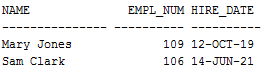 NAME EMPL_NUM HIRE_DATE
--------------- ---------- ---------
Mary Jones 109 12-OCT-19
Sam Clark 106 14-JUN-21